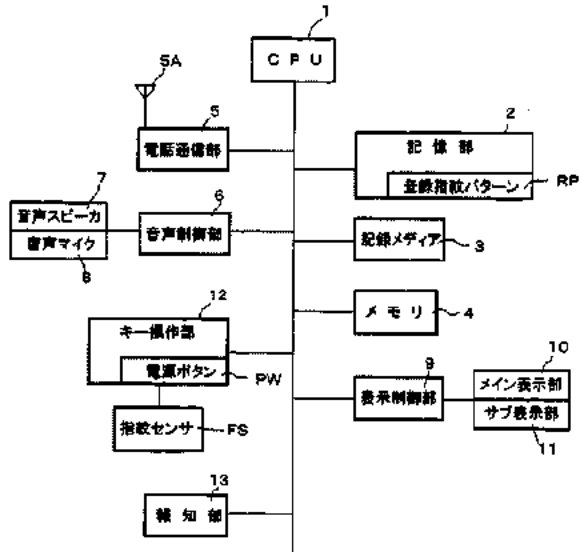 1
CPU
5A
5
電話通信部
2
記憶部
登録指紋パターン
RP
7
音声スピーカ
音声マイク
8
6
音声制御部
記録メディア
3
12
キー操作部
電源ボタン
PW
メモリ
4
指紋センサ
FS
9
表示制御部
10
メイン表示部
サブ表示部
11
13
報知部